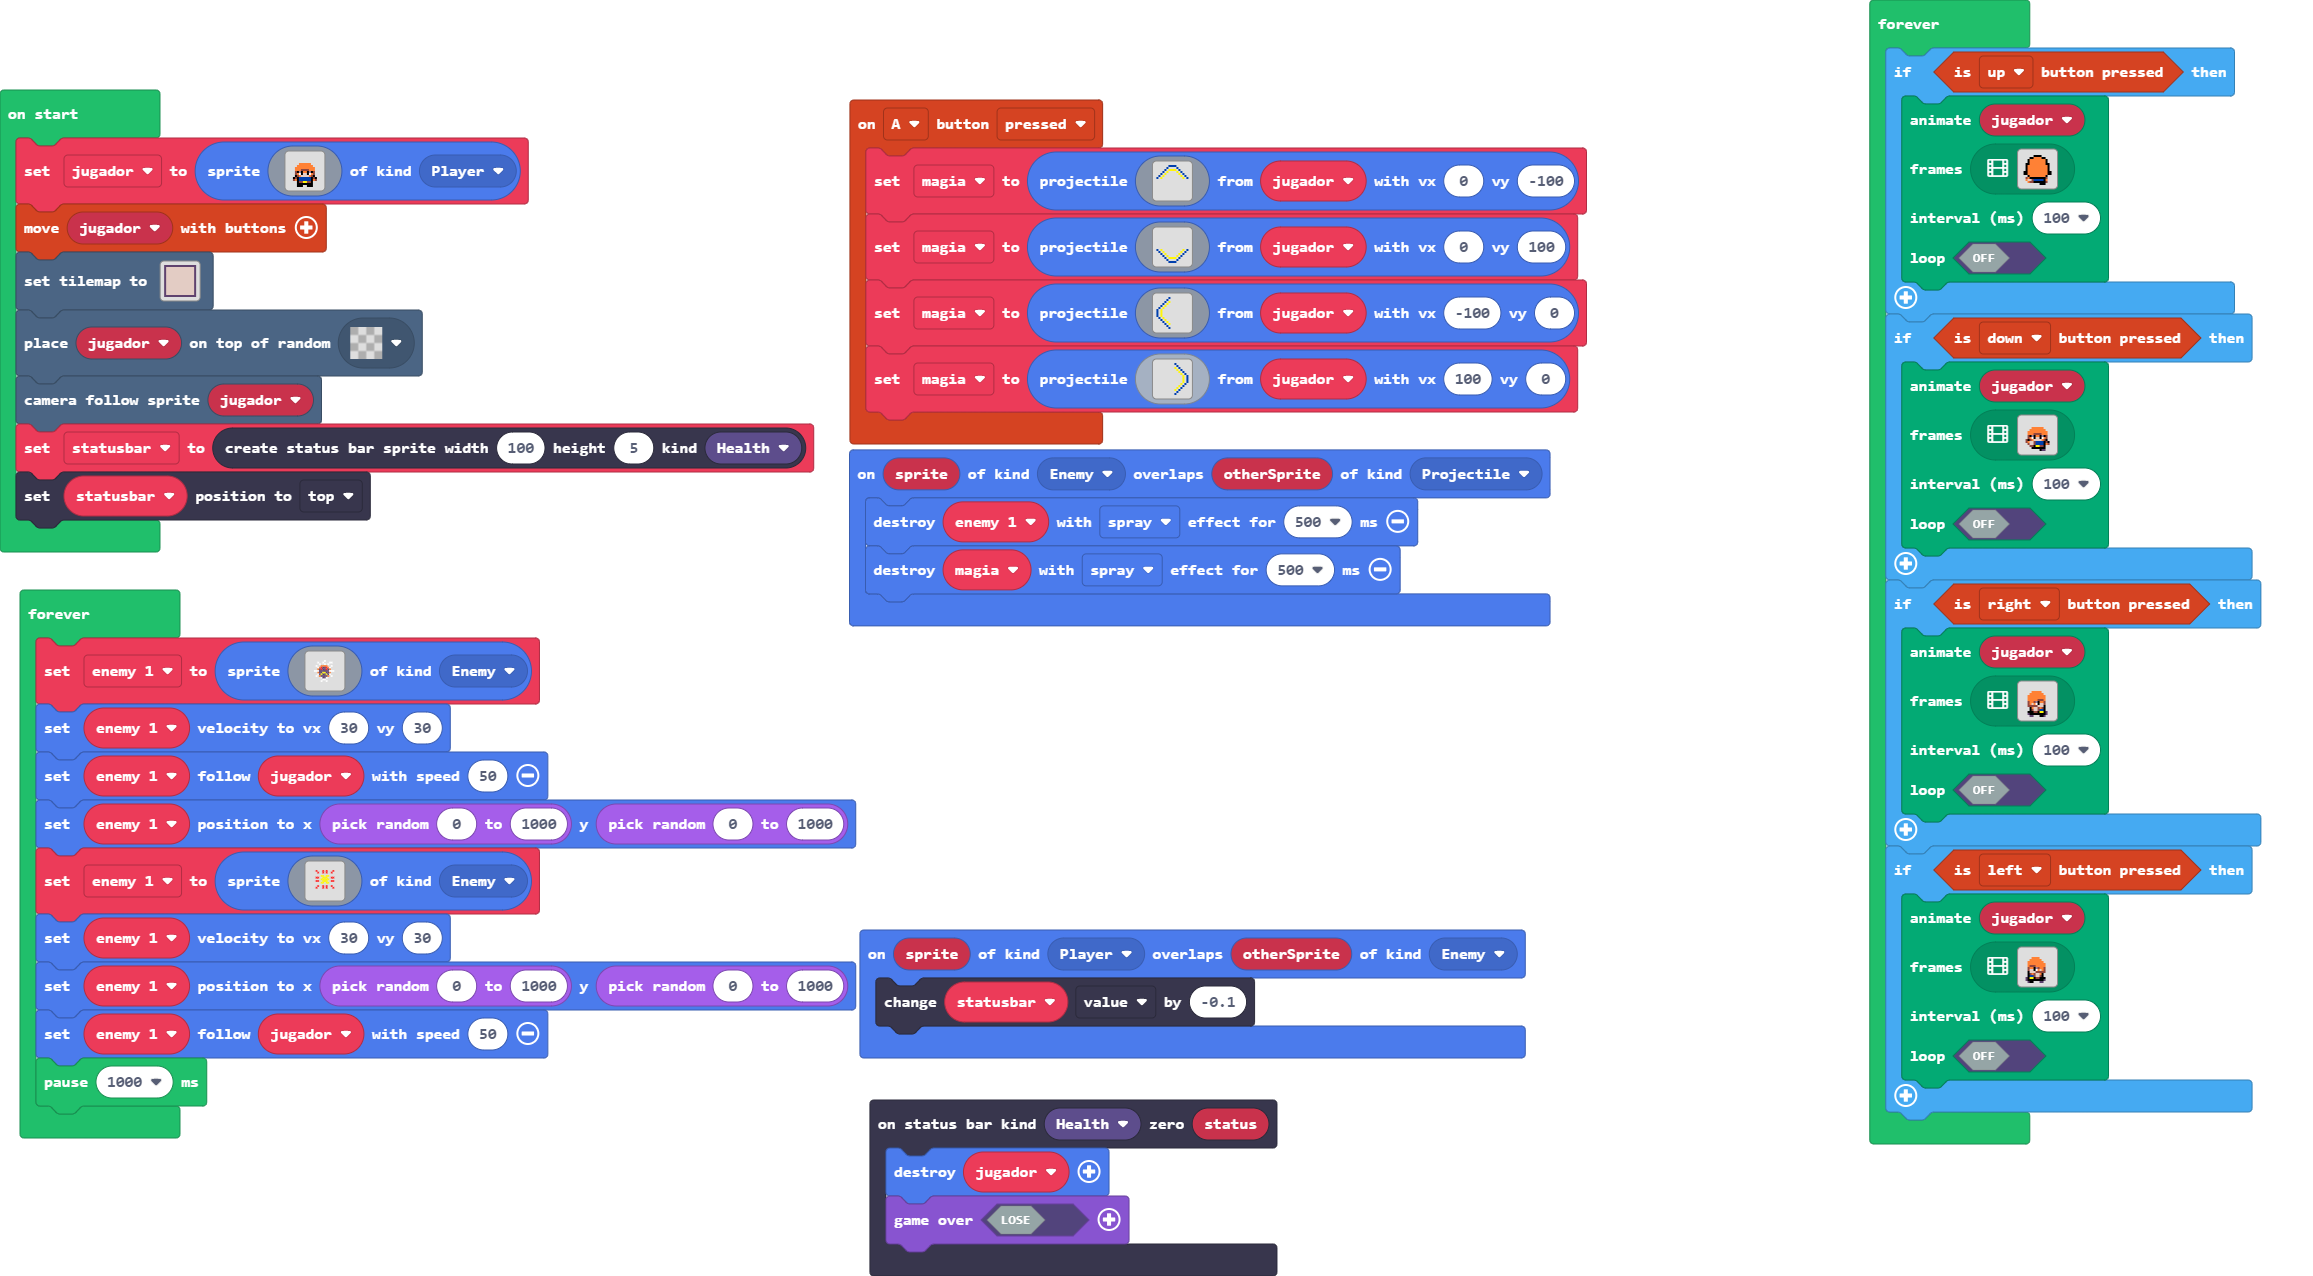 on start
set jugador to sprite of kind Player
move jugador with buttons
set tilemap to
place jugador on top of random
camera follow sprite jugador
set statusbar to create status bar sprite width 100 height 5 kind Health
set statusbar position to top
forever
set enemy 1 to sprite of kind Enemy
set enemy 1 velocity to vx 30 vy 30
set enemy 1 follow jugador with speed 50
set enemy 1 position to x pick random 0 to 1000 y pick random 0 to 1000
set enemy 1 to sprite of kind Enemy
set enemy 1 velocity to vx 30 vy 30
set enemy 1 position to x pick random 0 to 1000 y pick random 0 to 1000
set enemy 1 follow jugador with speed 50
pause 1000 ms
on A button pressed
set magia to projectile from jugador with vx 0 vy -100
set magia to projectile from jugador with vx 0 vy 100
set magia to projectile from jugador with vx -100 vy 0
set magia to projectile from jugador with vx 100 vy 0
on sprite of kind Enemy overlaps otherSprite of kind Projectile
destroy enemy 1 with spray effect for 500 ms
destroy magia with spray effect for 500 ms
on sprite of kind Player overlaps otherSprite of kind Enemy
change statusbar value by -0.1
on status bar kind Health zero status
destroy jugador
game over LOSE
forever
if is up button pressed then
animate jugador
frames
interval (ms) 100
loop OFF
if is down button pressed then
animate jugador
frames
interval (ms) 100
loop OFF
if is right button pressed then
animate jugador
frames
interval (ms) 100
loop OFF
if is left button pressed then
animate jugador
frames
interval (ms) 100
loop OFF